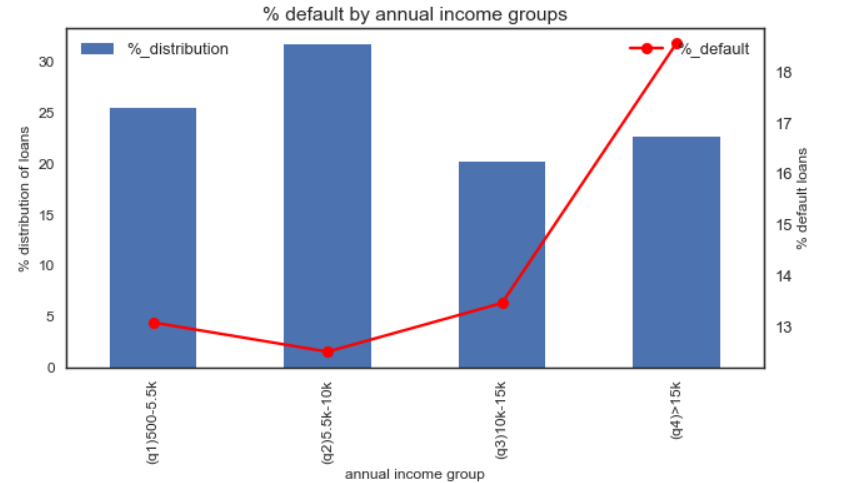 % default by annual income groups
%_distribution
%_default
% distribution of loans
30
25
20
15
10
5
0
18
17
16
15
14
13
% default loans
(q1)500-5.5k
(q2)5.5k-10k
(q3)10k-15k
(q4)>15k
annual income group